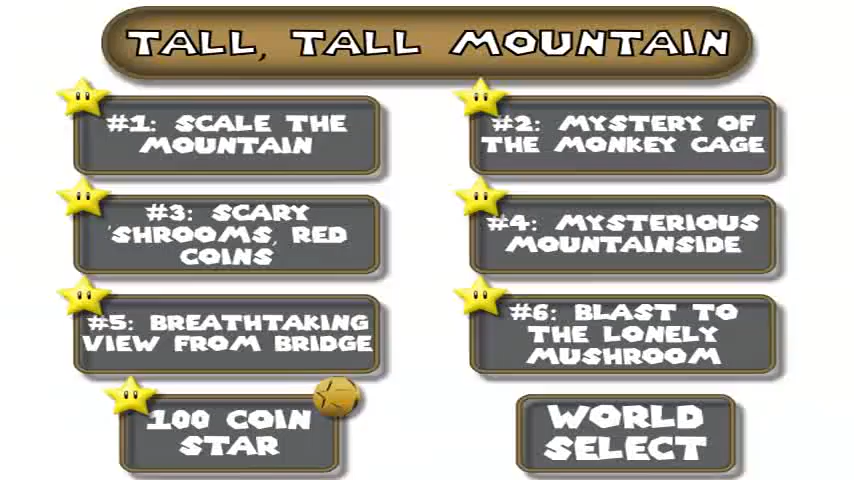 TALL, TALL MOUNTAIN
#1: SCALE THE
MOUNTAIN
#2: MYSTERY OF
THE MONKEY CAGE
#3: SCARY
'SHROOMS, RED
COINS
#4: MYSTERIOUS
MOUNTAINSIDE
#5: BREATHTAKING
VIEW FROM BRIDGE
#6: BLAST TO
THE LONELY
MUSHROOM
100 COIN
STAR
WORLD
SELECT